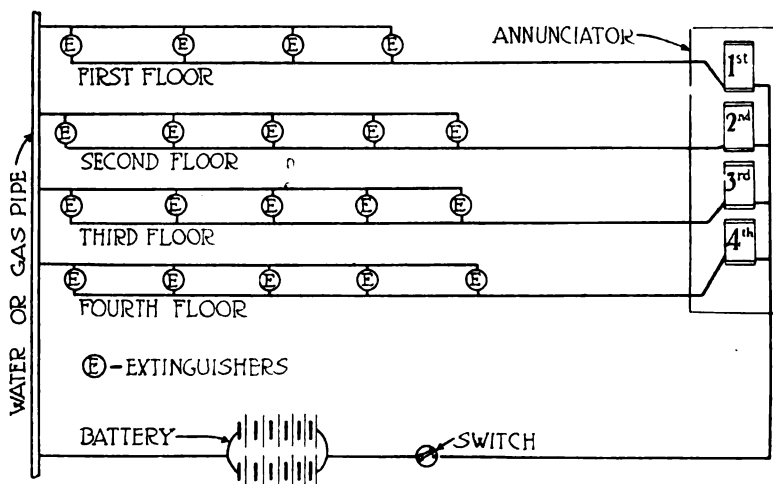 ANNUNCIATOR
E E E E
1st
FIRST FLOOR
2nd
E E E E E
SECOND FLOOR
3rd
E E E E E
THIRD FLOOR
4th
E E E E E
FOURTH FLOOR
WATER OR GAS PIPE
E - EXTINGUISHERS
BATTERY
SWITCH